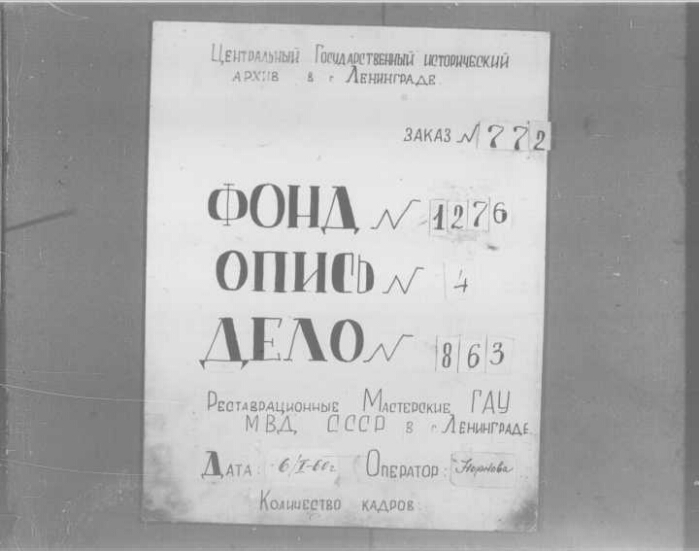 Центральный Государственный исторический
архив в г Ленинграде
заказ № 772
ФОНД № 1276
ОПИСЬ № 4
ДЕЛО № 863
Реставрационные Мастерские ГАУ
МВД СССР в г. Ленинграде
Дата: 6/X-60г Оператор:
Количество кадров: